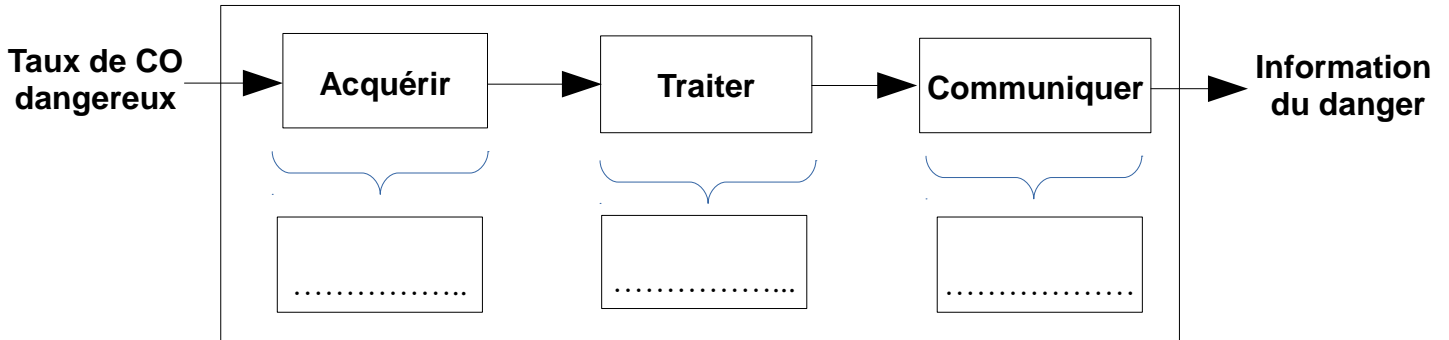 Taux de CO
dangereux
Acquérir
Traiter
Communiquer
Information
du danger
………………..
………………...
………………